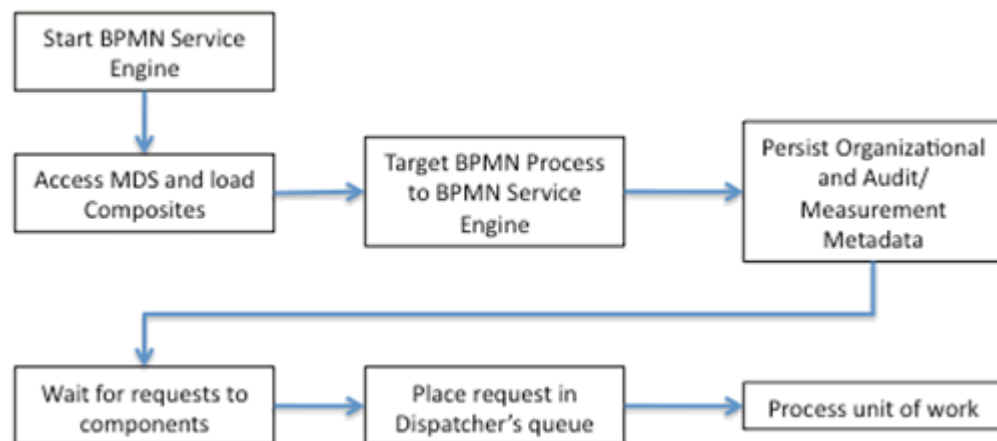 Start BPMN Service
Engine
Access MDS and load
Composites
Target BPMN Process
to BPMN Service
Engine
Persist Organizational
and Audit/
Measurement
Metadata
Wait for requests to
components
Place request in
Dispatcher's queue
Process unit of work